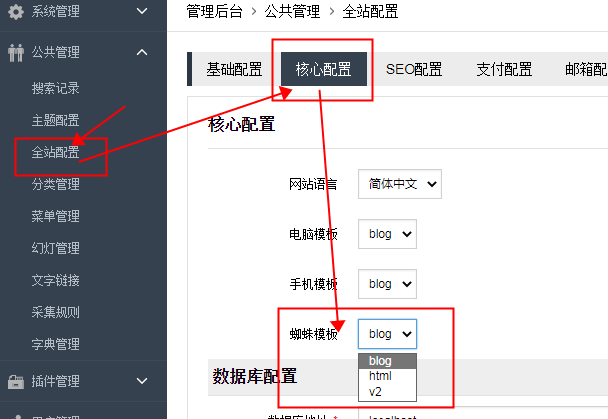 系统管理
管理后台 > 公共管理 > 全站配置
公共管理
搜索记录
主题配置
全站配置
分类管理
菜单管理
幻灯管理
文字链接
采集规则
字典管理
插件管理
基础配置 核心配置 SEO配置 支付配置 邮箱配
核心配置
网站语言 简体中文
电脑模板 blog
手机模板 blog
蜘蛛模板 blog
blog
html
v2
数据库配置
数据库地址 * localhost